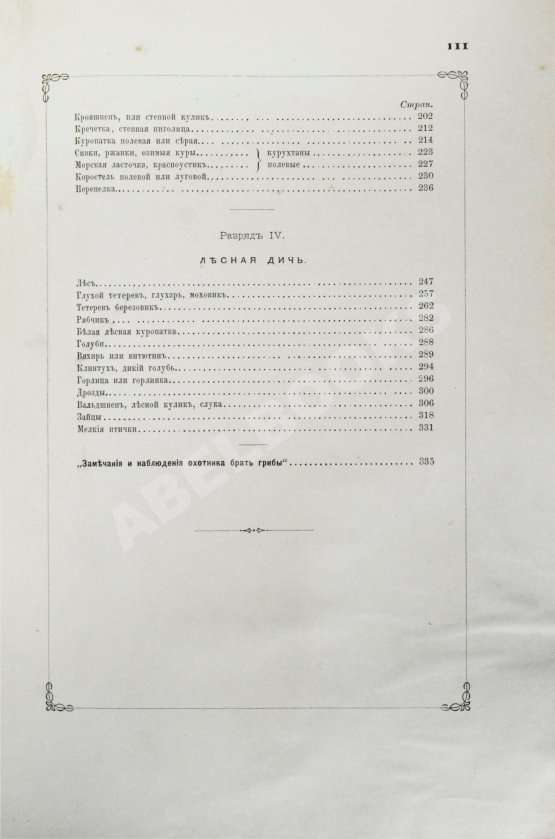 III
Стран.
Кроншнепъ, или степной куликъ. 202
Кречетка, степная пиголица. 212
Куропатка полевая или сѣрая 214
Сивки, ржанки, озимыя куры. } курухтаны 223
Морская ласточка, красноустикъ. } полевые 227
Коростель полевой или луговой. 230
Перепелка. 236
Разрядъ IV.
ЛѢСНАЯ ДИЧЬ.
Лѣсъ. 247
Глухой тетеревъ, глухарь, моховикъ. 257
Тетеревъ березовикъ. 262
Рябчикъ 282
Бѣлая лѣсная куропатка. 286
Голуби. 288
Вяхирь или витютинъ. 289
Клинтухъ, дикій голубь. 294
Горлица или горлинка. 296
Дрозды. 300
Вальдшнепъ, лѣсной куликъ, слука. 306
Зайцы 318
Мелкія птички. 331
„Замѣчанія и наблюденія охотника брать грибы“ 335
ABELBOOKS